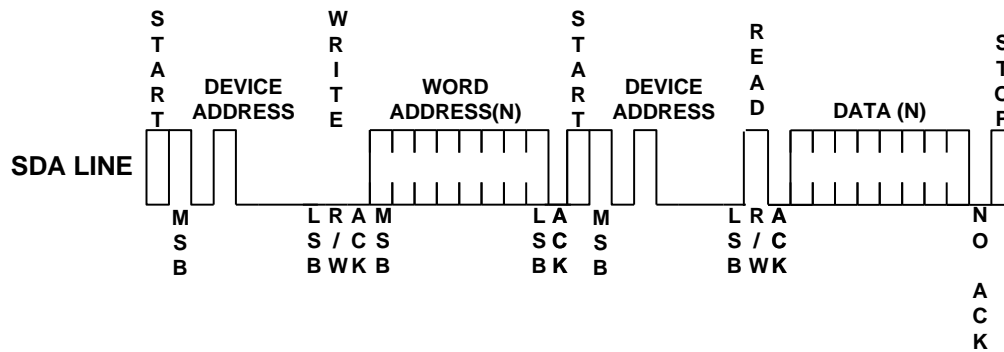 START
DEVICE
ADDRESS
WRITE
WORD
ADDRESS(N)
START
DEVICE
ADDRESS
READ
DATA (N)
STOP
SDA LINE
MSB
LSB
R/W
ACK
MSB
LSB
ACK
MSB
LSB
R/W
ACK
NO ACK